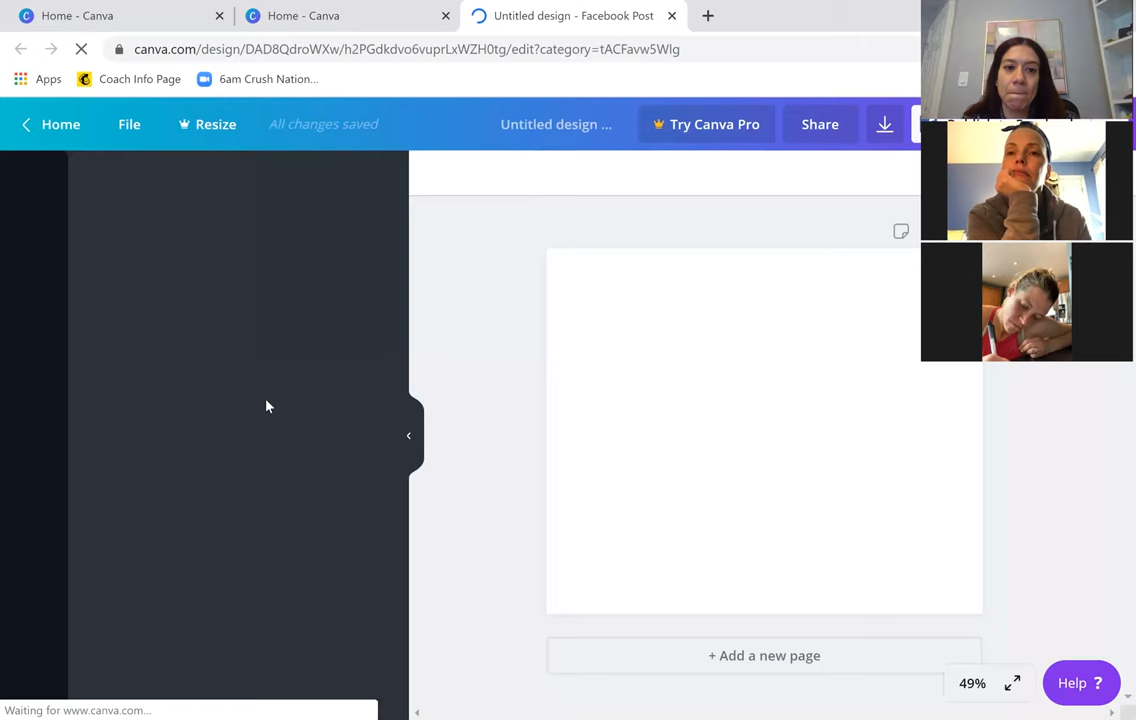 Home - Canva
Home - Canva
Untitled design - Facebook Post
canva.com/design/DAD8QdroWXw/h2PGdkdvo6vuprLxWZH0tg/edit?category=tACFavw5WIg
Apps
Coach Info Page
6am Crush Nation...
Home
File
Resize
All changes saved
Untitled design ...
Try Canva Pro
Share
+ Add a new page
49%
Help ?
Waiting for www.canva.com...